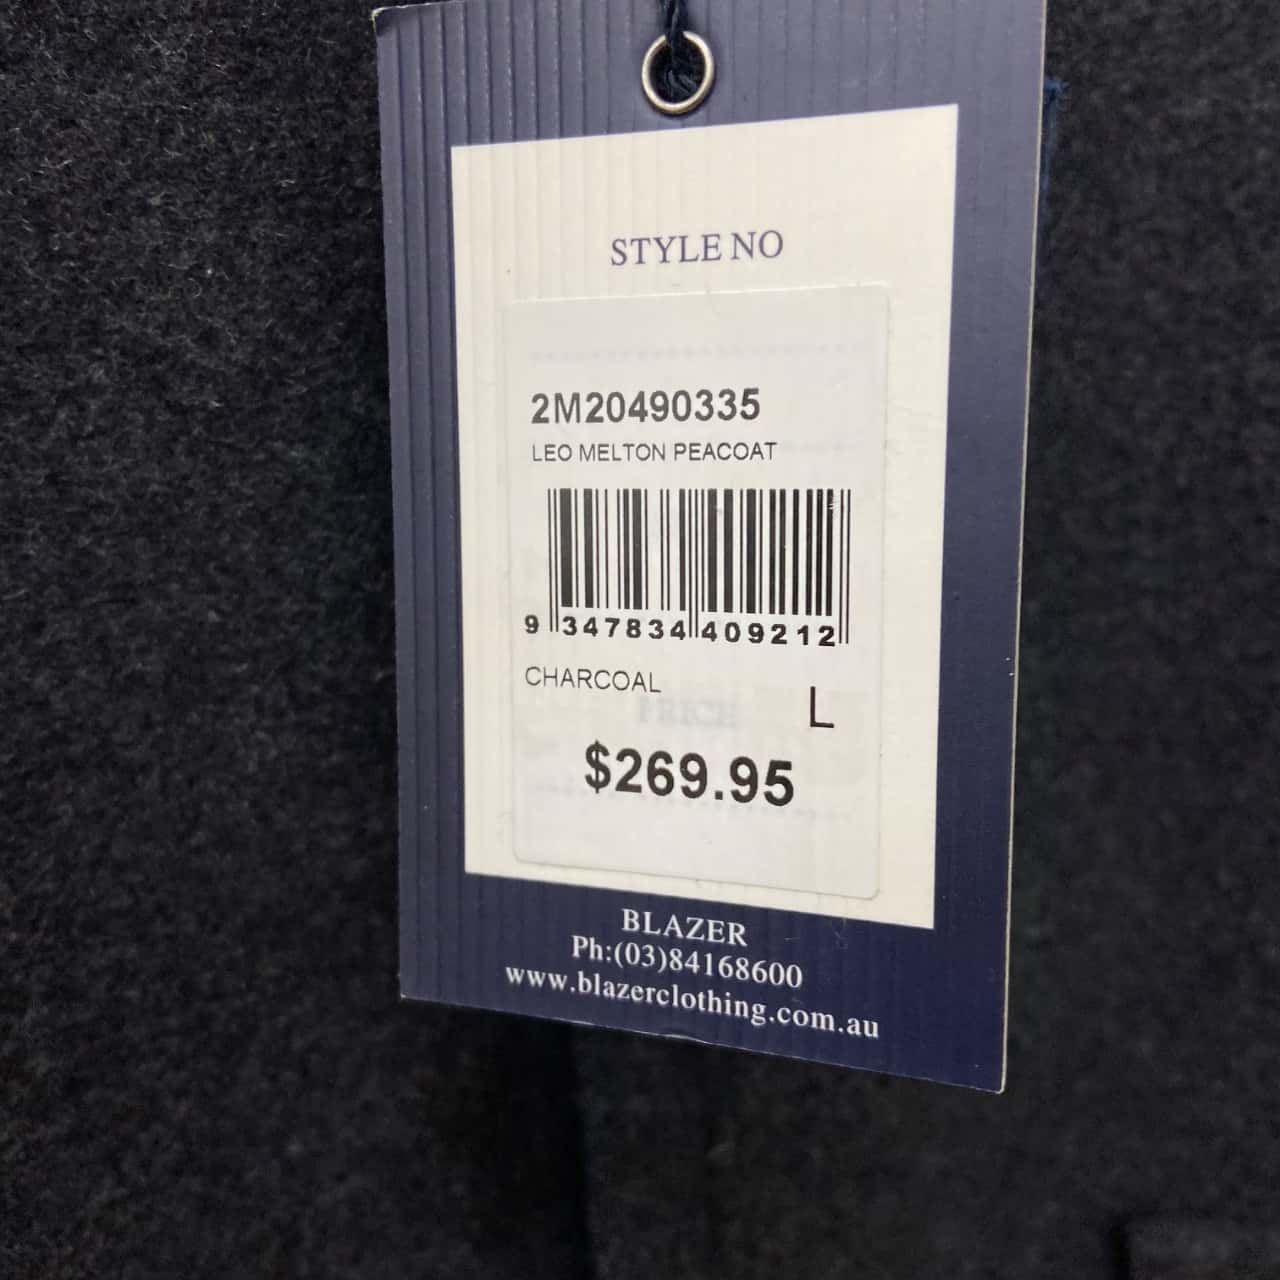 STYLE NO
2M20490335
LEO MELTON PEACOAT
9 347834 409212
CHARCOAL
L
PRICE
$269.95
BLAZER
Ph:(03)84168600
www.blazerclothing.com.au